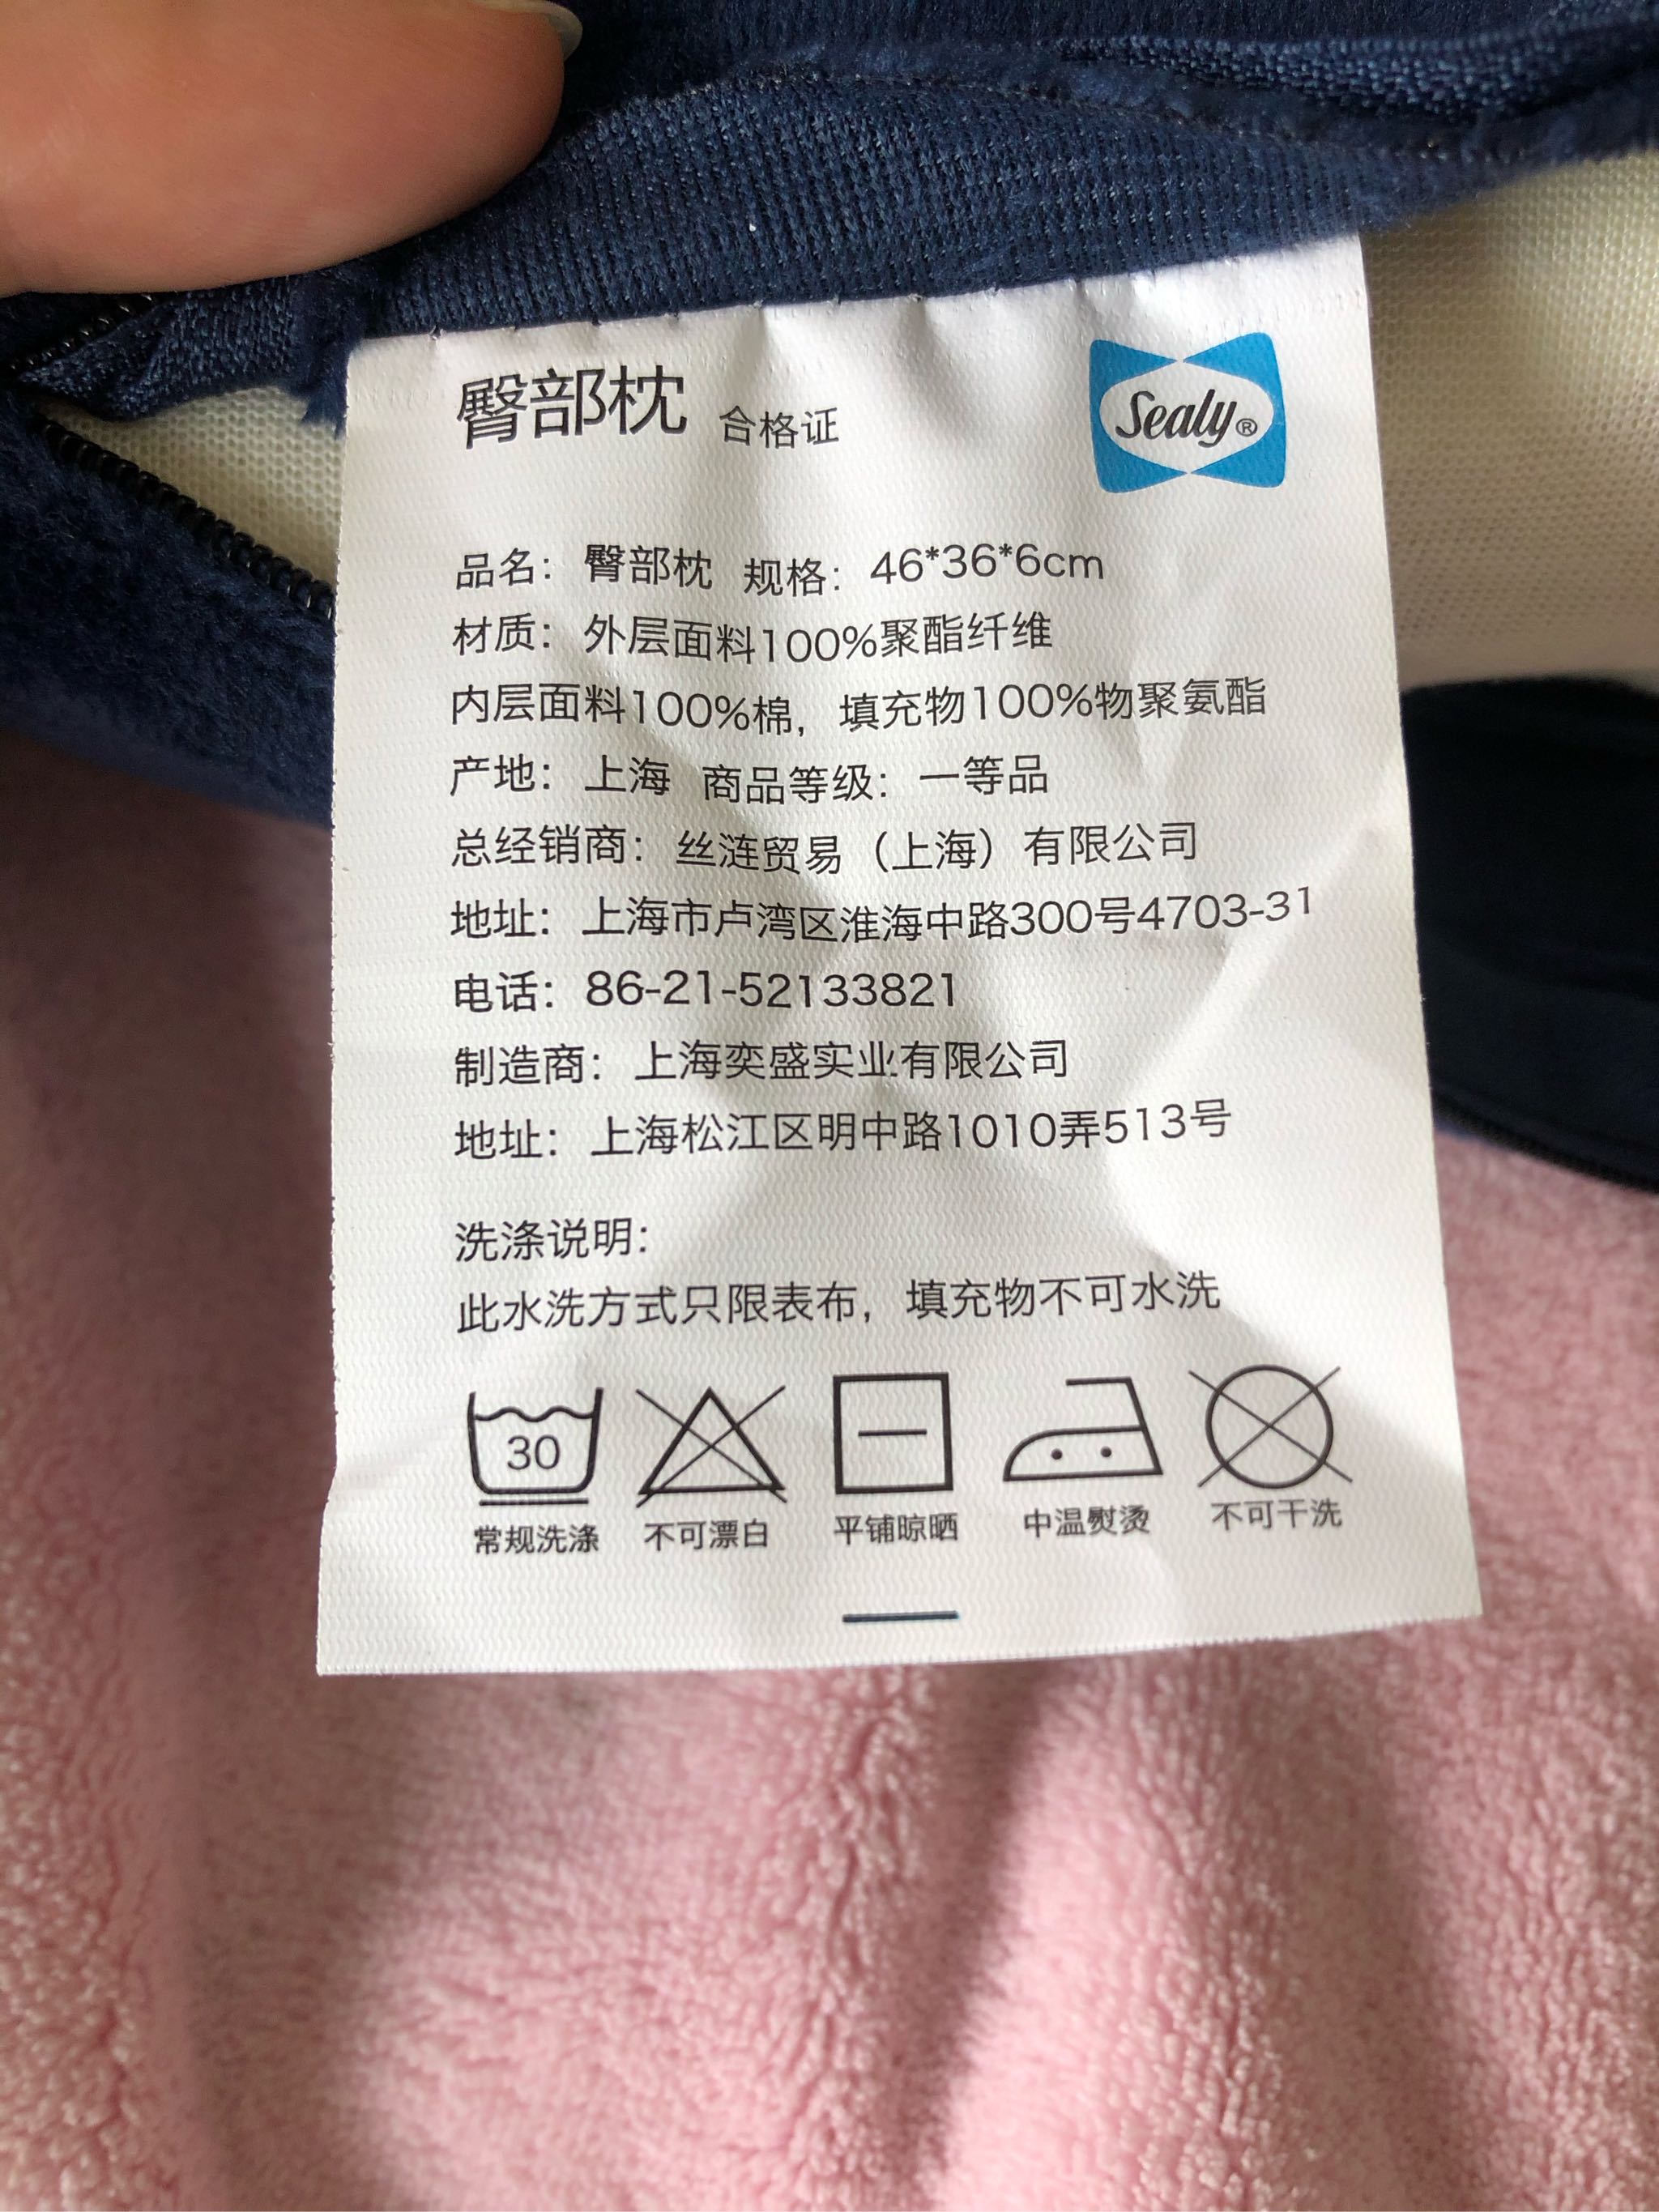 臀部枕 合格证
Sealy®
品名：臀部枕 规格：46*36*6cm
材质：外层面料100%聚酯纤维
内层面料100%棉，填充物100%物聚氨酯
产地：上海 商品等级：一等品
总经销商：丝涟贸易（上海）有限公司
地址：上海市卢湾区淮海中路300号4703-31
电话：86-21-52133821
制造商：上海奕盛实业有限公司
地址：上海松江区明中路1010弄513号
洗涤说明：
此水洗方式只限表布，填充物不可水洗
30
常规洗涤 不可漂白 平铺晾晒 中温熨烫 不可干洗